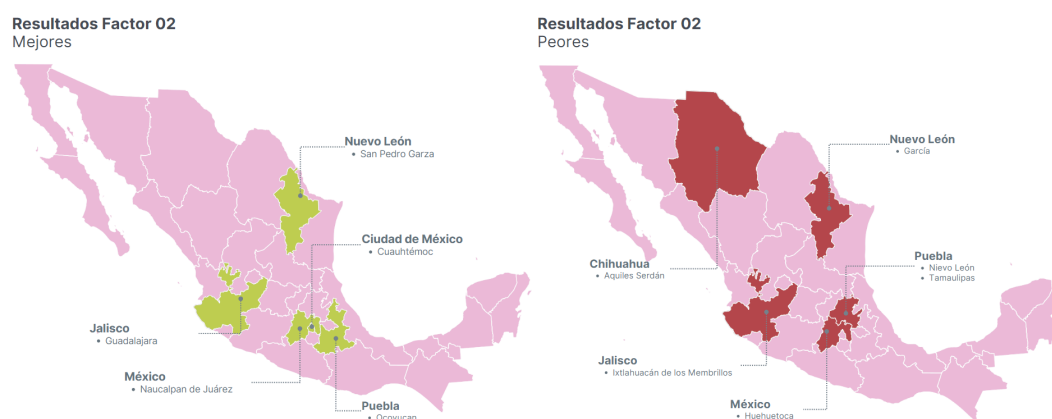 Resultados Factor 02
Mejores
Nuevo León
• San Pedro Garza
Ciudad de México
• Cuauhtémoc
Jalisco
• Guadalajara
México
• Naucalpan de Juárez
Puebla
• Ocoyucan
Resultados Factor 02
Peores
Nuevo León
• García
Chihuahua
• Aquiles Serdán
Puebla
• Nievo León
• Tamaulipas
Jalisco
• Ixtlahuacán de los Membrillos
México
• Huehuetoca